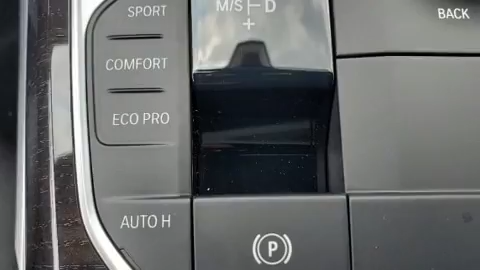 SPORT
M/S D
+
BACK
COMFORT
ECO PRO
AUTO H
P